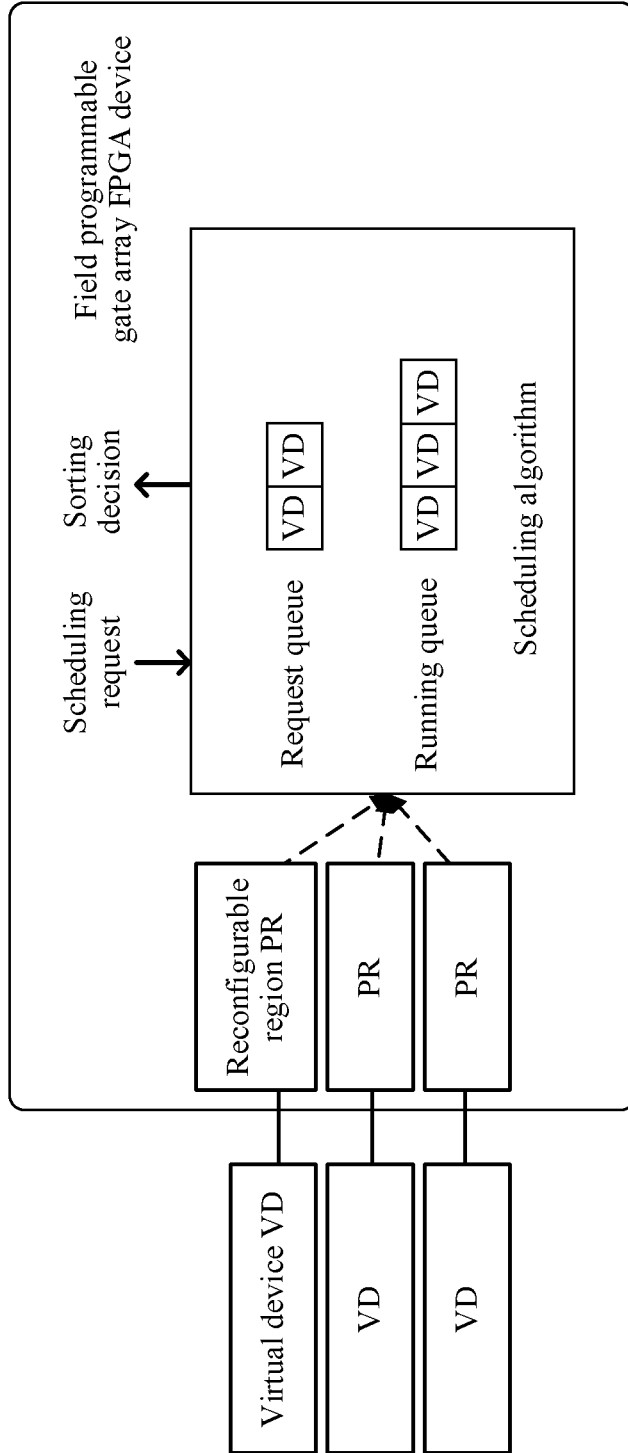 Field programmable
gate array FPGA device
Scheduling
request
Sorting
decision
Virtual device VD
Reconfigurable
region PR
Request queue
VD
VD
VD
PR
Running queue
VD
VD
VD
VD
PR
Scheduling algorithm